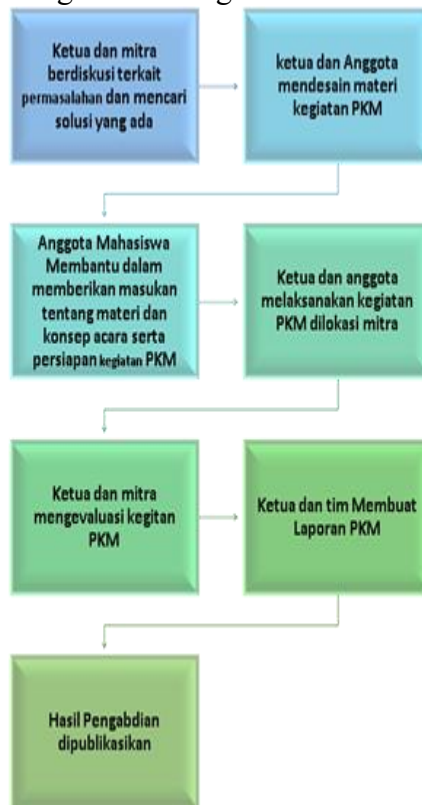 Ketua dan mitra
berdiskusi terkait
permasalahan dan mencari
solusi yang ada
ketua dan Anggota
mendesain materi
kegiatan PKM
Anggota Mahasiswa
Membantu dalam
memberikan masukan
tentang materi dan
konsep acara serta
persiapan kegiatan PKM
Ketua dan anggota
melaksanakan kegiatan
PKM dilokasi mitra
Ketua dan mitra
mengevaluasi kegitan
PKM
Ketua dan tim Membuat
Laporan PKM
Hasil Pengabdian
dipublikasikan